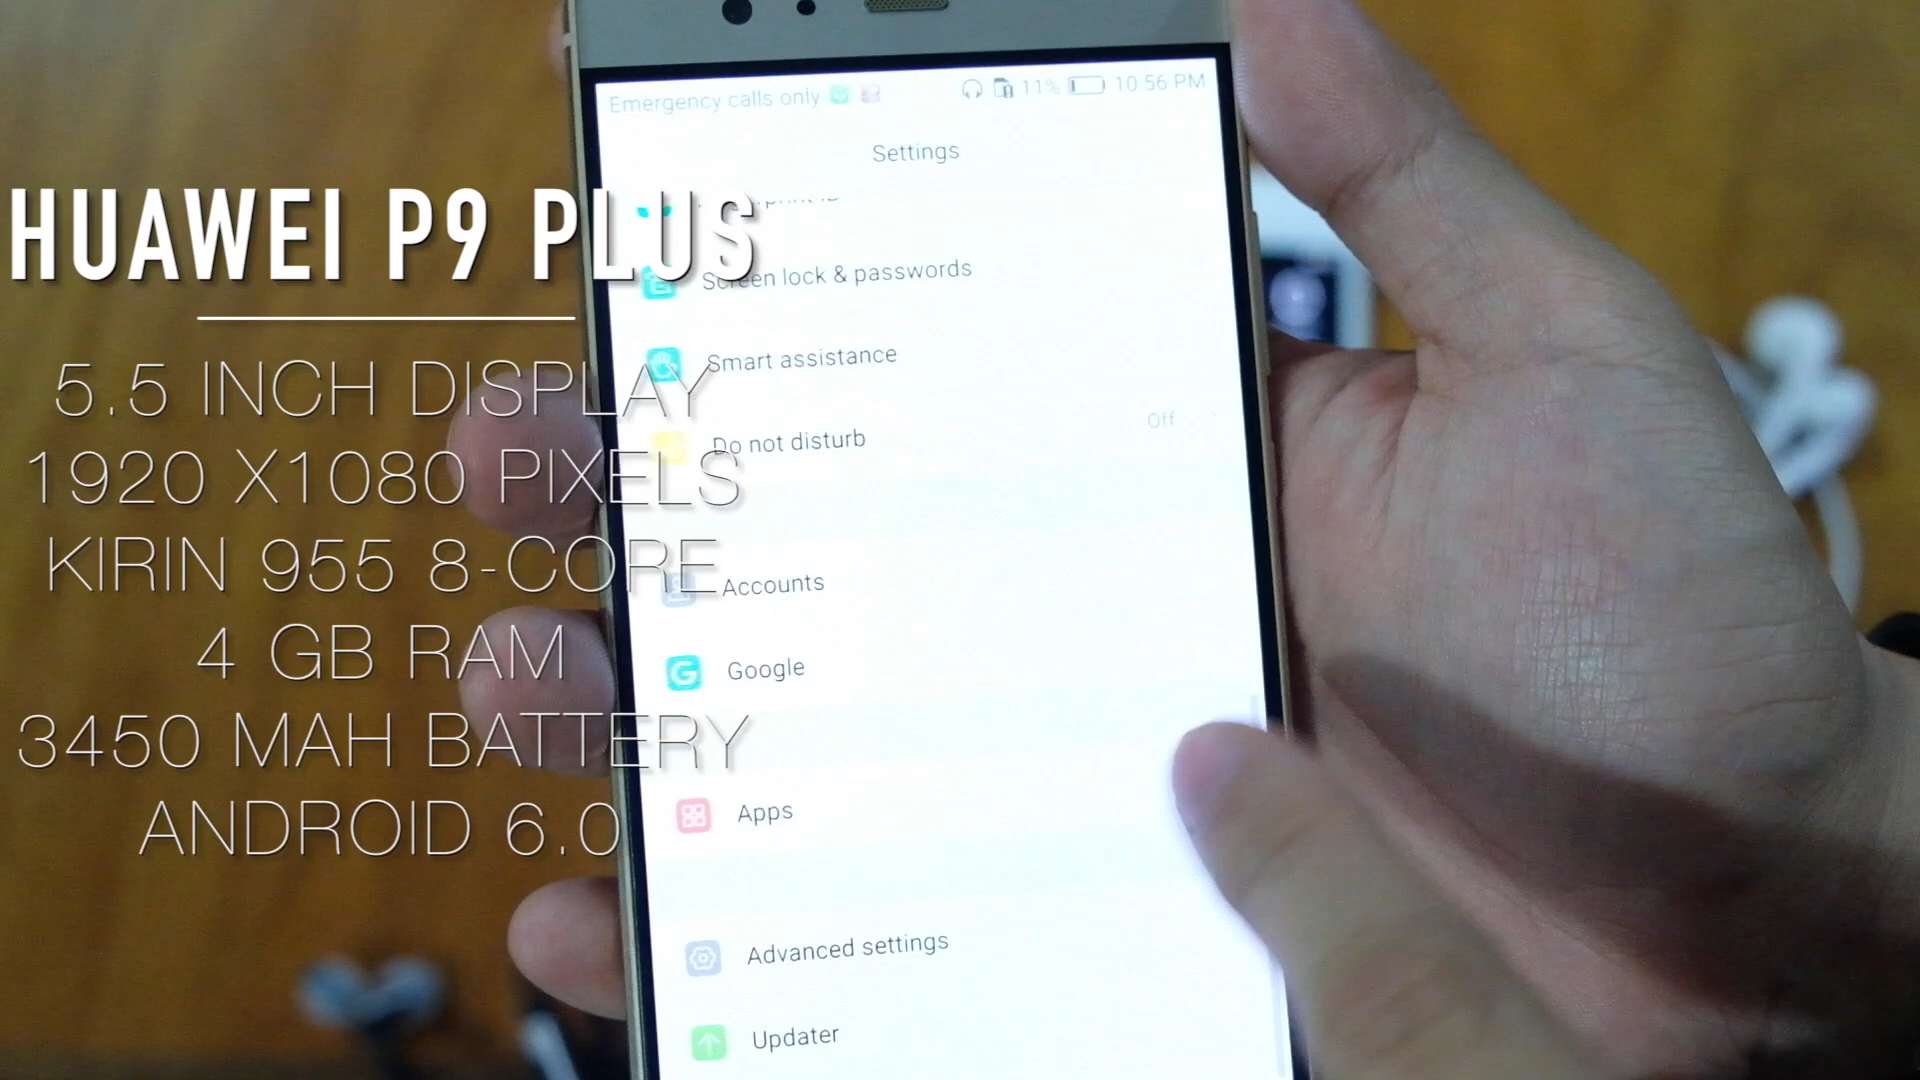 Emergency calls only 11% 10:56 PM
Settings
HUAWEI P9 PLUS
Screen lock & passwords
5.5 INCH DISPLAY
Smart assistance
Do not disturb Off
1920 X1080 PIXELS
KIRIN 955 8-CORE
Accounts
4 GB RAM
Google
3450 MAH BATTERY
ANDROID 6.0
Apps
Advanced settings
Updater